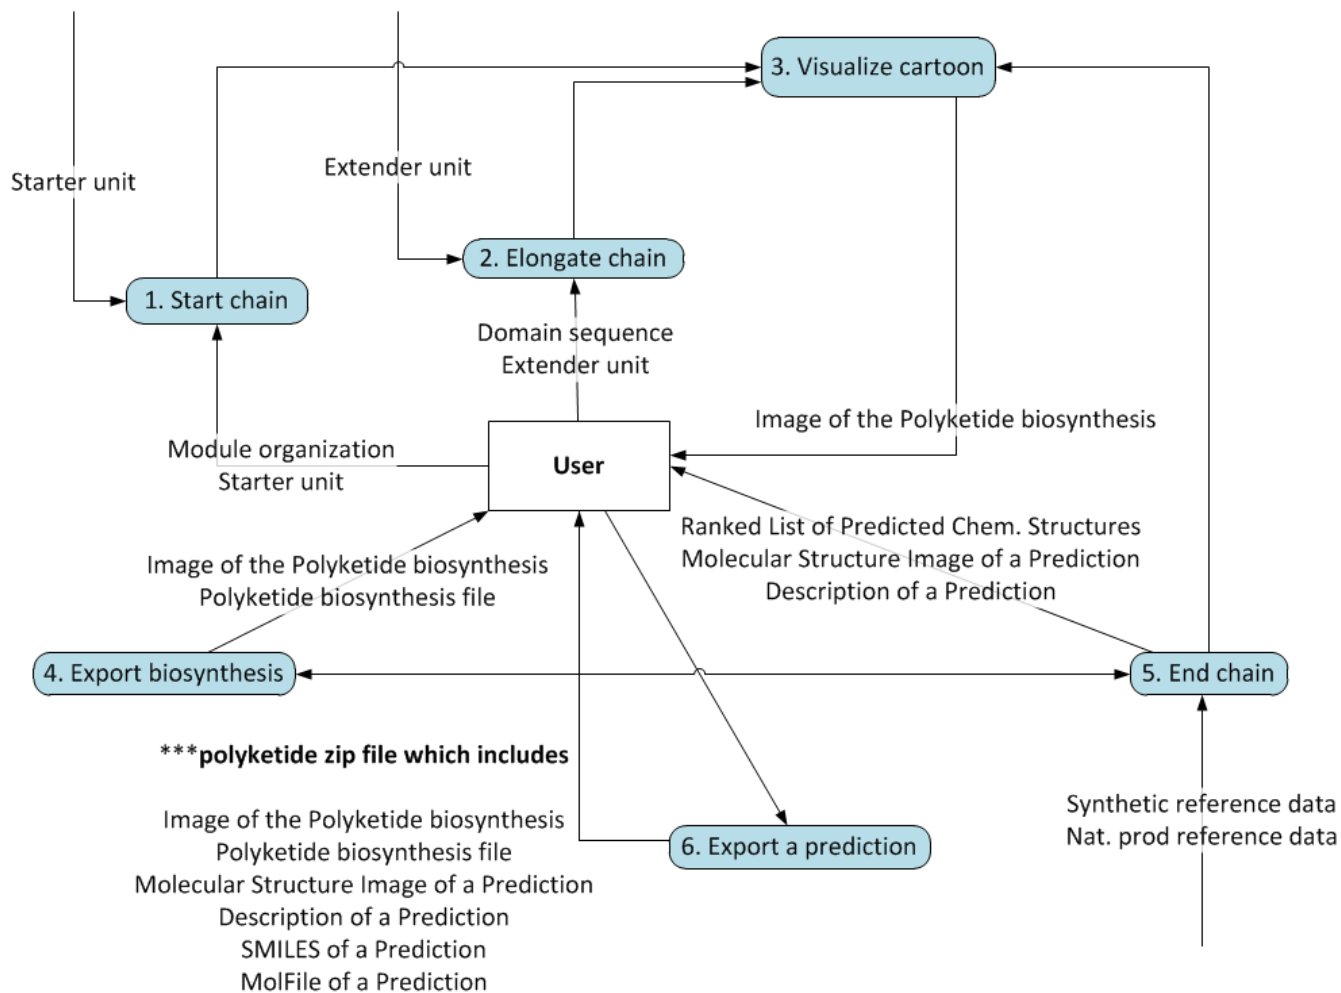 3. Visualize cartoon
Starter unit
Extender unit
2. Elongate chain
1. Start chain
Domain sequence
Extender unit
Image of the Polyketide biosynthesis
Module organization
Starter unit
User
Ranked List of Predicted Chem. Structures
Molecular Structure Image of a Prediction
Description of a Prediction
Image of the Polyketide biosynthesis
Polyketide biosynthesis file
4. Export biosynthesis
5. End chain
***polyketide zip file which includes
Image of the Polyketide biosynthesis
Polyketide biosynthesis file
Molecular Structure Image of a Prediction
Description of a Prediction
SMILES of a Prediction
MolFile of a Prediction
6. Export a prediction
Synthetic reference data
Nat. prod reference data